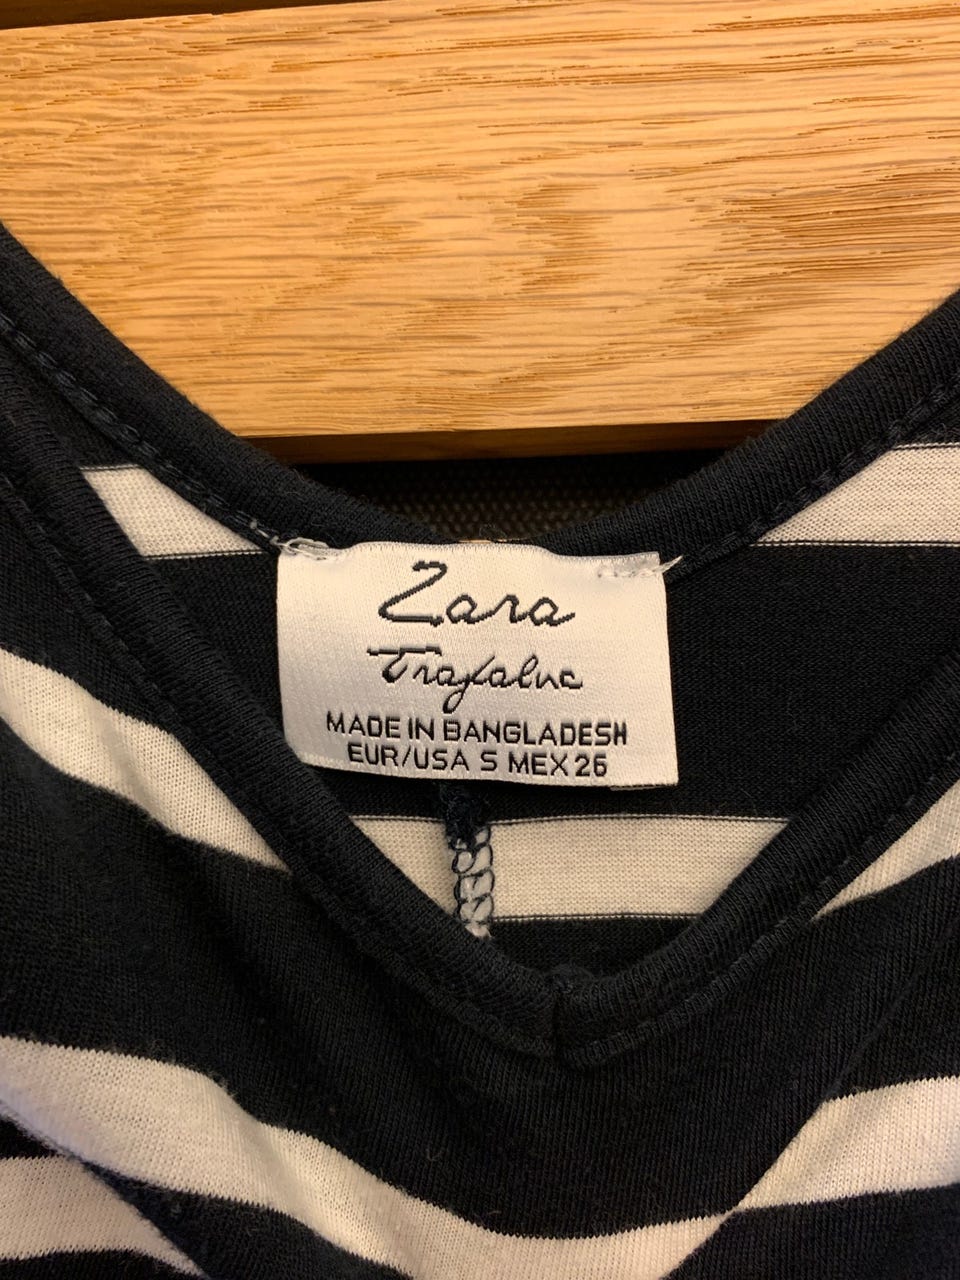 Zara
Trafaluc
MADE IN BANGLADESH
EUR/USA S MEX 26